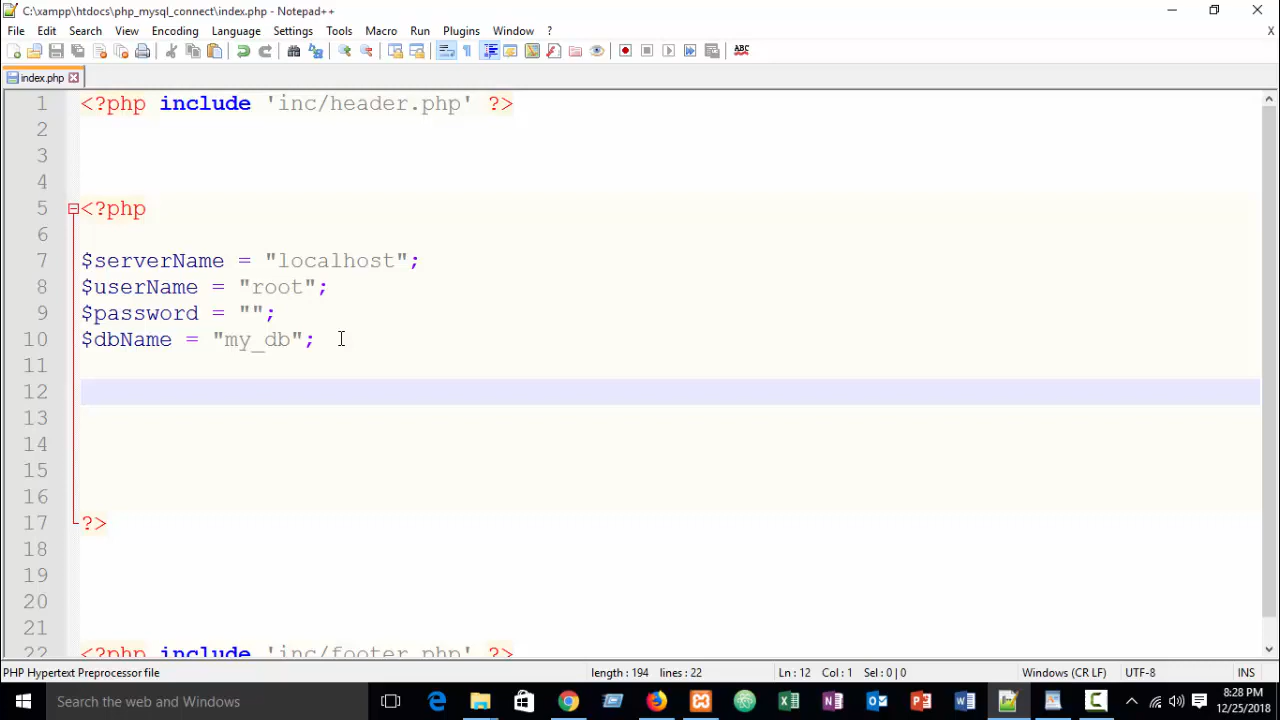 C:\xampp\htdocs\php_mysql_connect\index.php - Notepad++
File Edit Search View Encoding Language Settings Tools Macro Run Plugins Window ? X
ABC
index.php
1 <?php include 'inc/header.php' ?>
2
3
4
5 <?php
6
7 $serverName = "localhost";
8 $userName = "root";
9 $password = "";
10 $dbName = "my_db";
11
12
13
14
15
16
17 ?>
18
19
20
21
22 <?php include 'inc/footer.php' ?>
PHP Hypertext Preprocessor file length : 194 lines : 22 Ln : 12 Col : 1 Sel : 0 | 0 Windows (CR LF) UTF-8 INS
Search the web and Windows
8:28 PM
12/25/2018